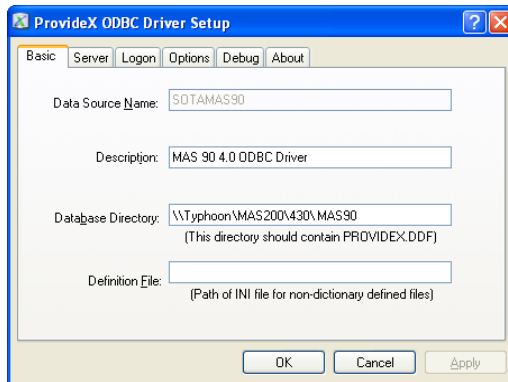 ProvideX ODBC Driver Setup
Basic Server Logon Options Debug About
Data Source Name: SOTAMAS90
Description: MAS 90 4.0 ODBC Driver
Database Directory: \\Typhoon\MAS200\430\MAS90
(This directory should contain PROVIDEX.DDF)
Definition File:
(Path of INI file for non-dictionary defined files)
OK Cancel Apply